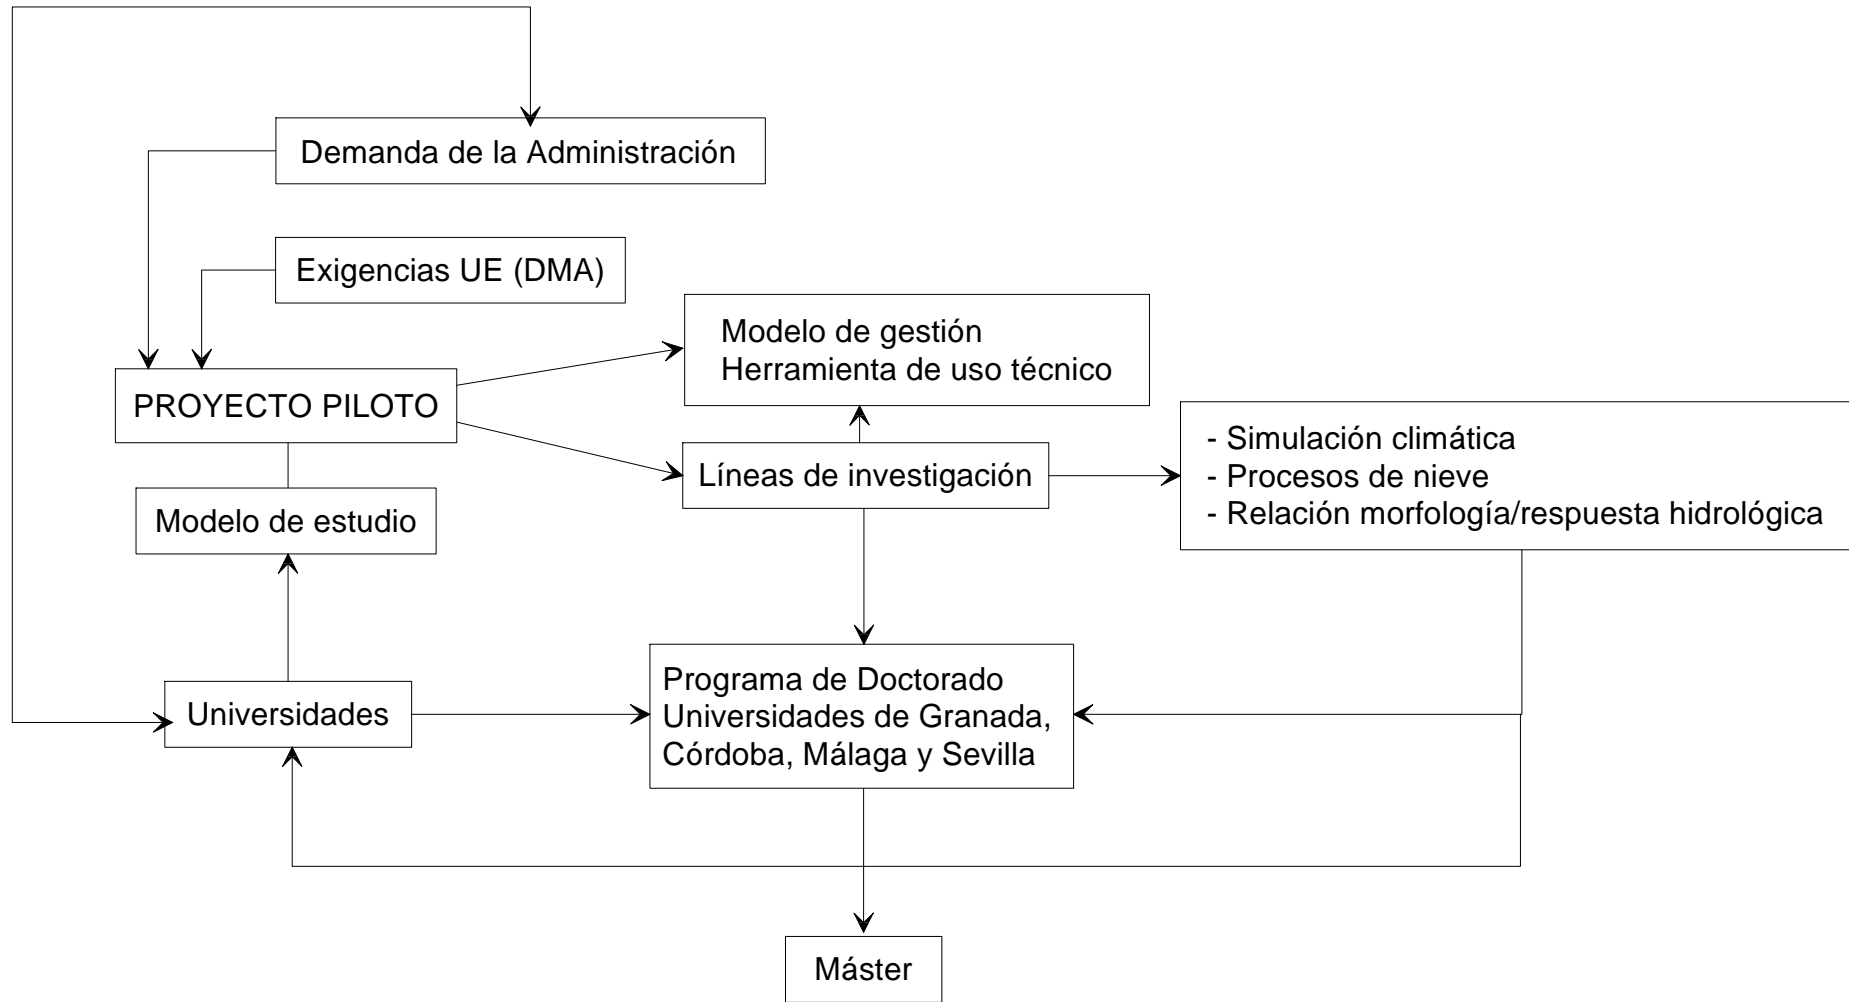 Demanda de la Administración
Exigencias UE (DMA)
Modelo de gestión
Herramienta de uso técnico
PROYECTO PILOTO
- Simulación climática
- Procesos de nieve
- Relación morfología/respuesta hidrológica
Líneas de investigación
Modelo de estudio
Universidades
Programa de Doctorado
Universidades de Granada,
Córdoba, Málaga y Sevilla
Máster